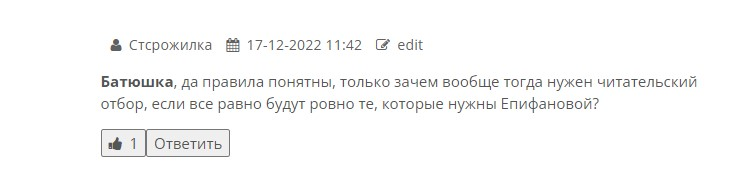 Стсрожилка 17-12-2022 11:42 edit
Батюшка, да правила понятны, только зачем вообще тогда нужен читательский
отбор, если все равно будут ровно те, которые нужны Епифановой?
1 Ответить